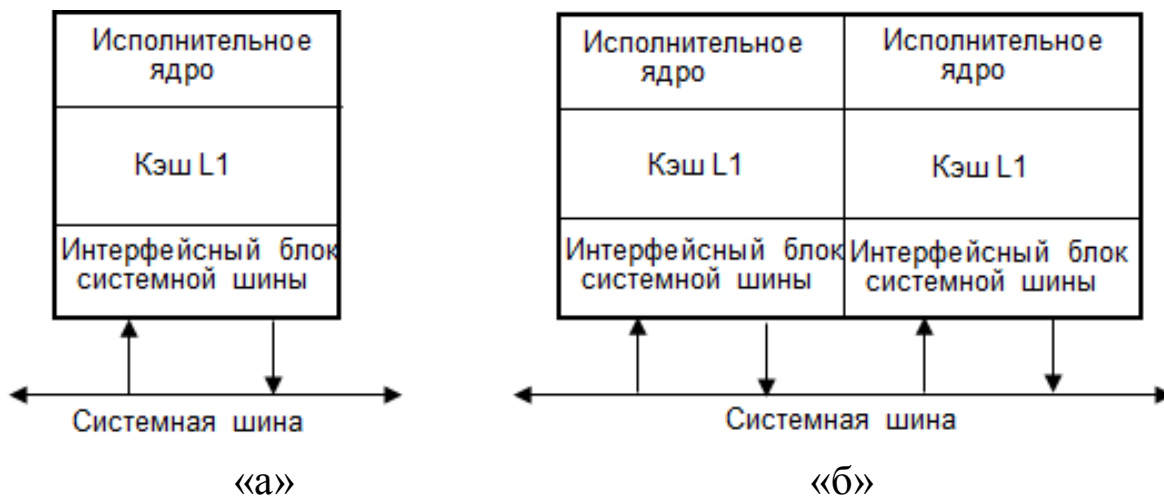 Исполнительное
ядро
Кэш L1
Интерфейсный блок
системной шины
Системная шина
«а»
Исполнительное
ядро
Исполнительное
ядро
Кэш L1
Кэш L1
Интерфейсный блок
системной шины
Интерфейсный блок
системной шины
Системная шина
«б»